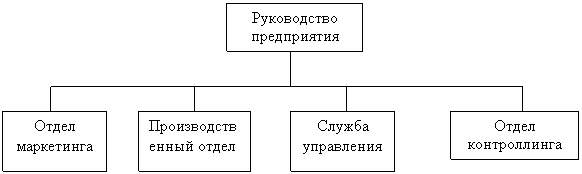 Руководство
предприятия
Отдел
маркетинга
Производств
енный отдел
Служба
управления
Отдел
контроллинга